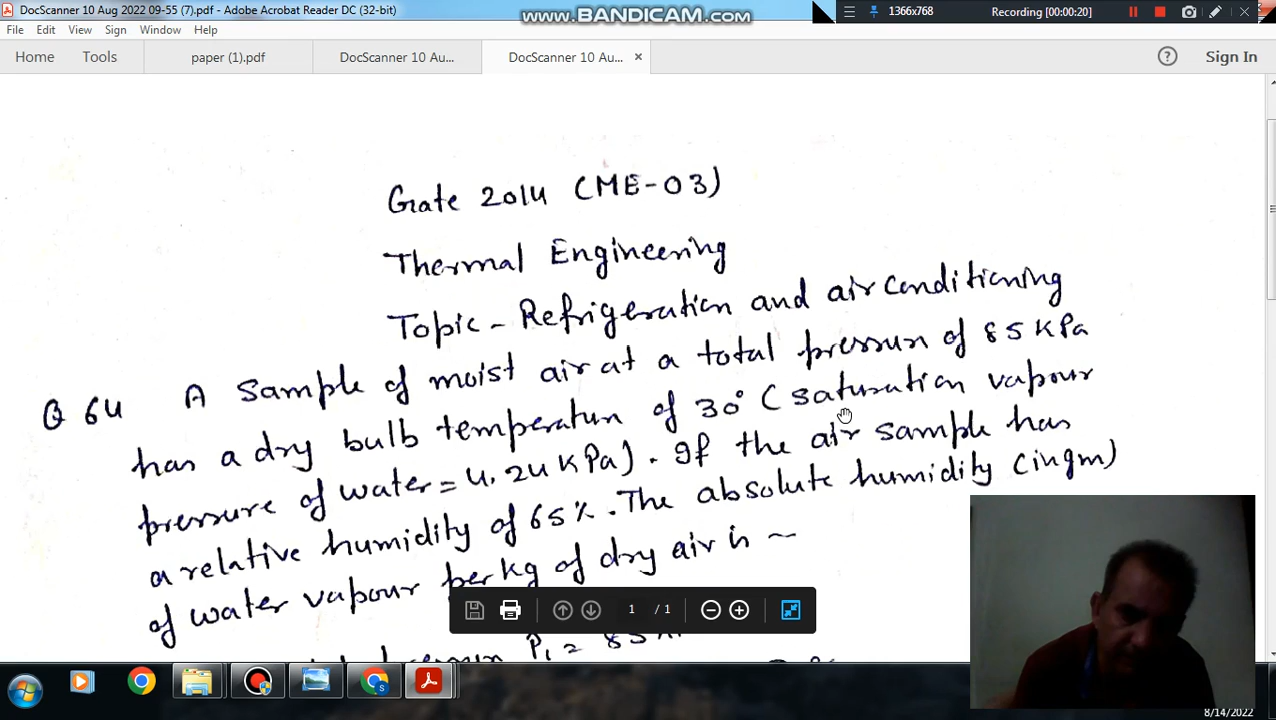 DocScanner 10 Aug 2022 09-55 (7).pdf - Adobe Acrobat Reader DC (32-bit)
www.BANDICAM.com
1366x768
Recording [00:00:20]
File Edit View Sign Window Help
Home Tools paper (1).pdf DocScanner 10 Au... DocScanner 10 Au... Sign In
Gate 2014 (ME-03)
Thermal Engineering
Topic - Refrigeration and air conditioning
Q 64 A sample of moist air at a total pressure of 85 KPa
has a dry bulb temperature of 30° (saturation vapour
pressure of water = 4.24 KPa). If the air sample has
a relative humidity of 65%. The absolute humidity (ingm)
of water vapour per kg of dry air is ~
P₁ = 85
1 / 1
8/14/2022